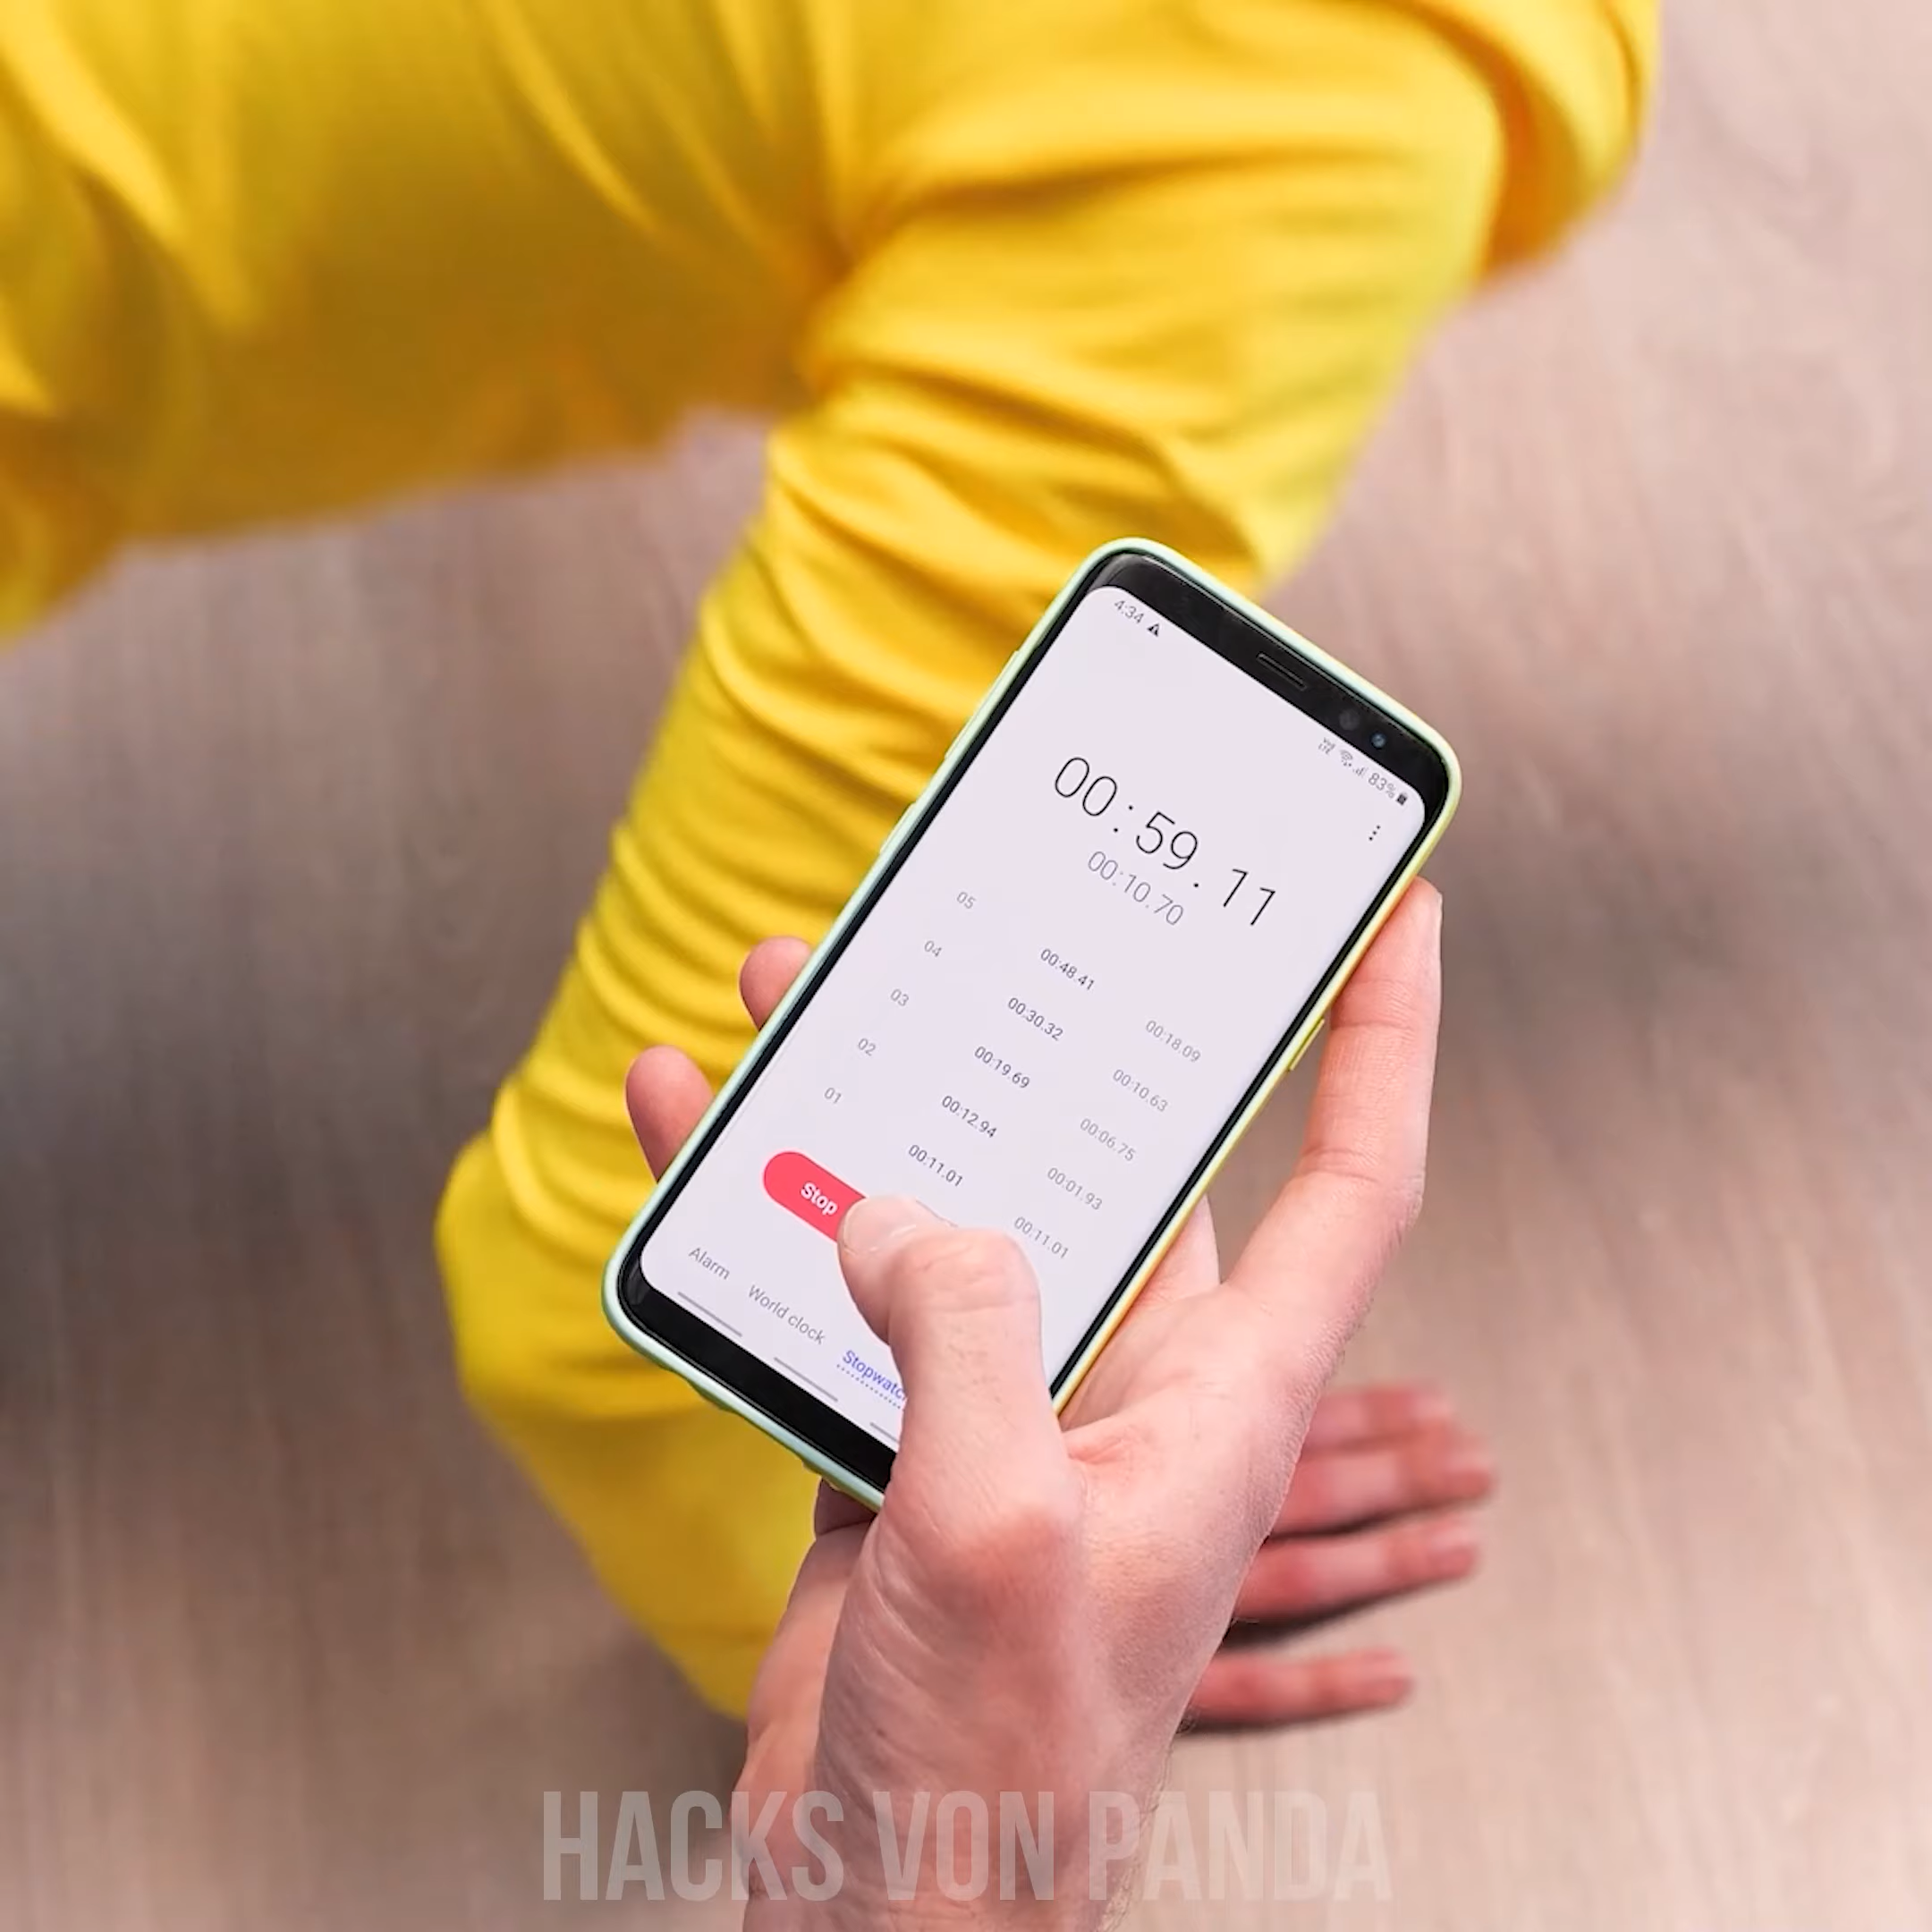 4:34
83%
00:59.11
00:10.70
05 00:48.41 00:18.09
04 00:30.32 00:10.63
03 00:19.69 00:06.75
02 00:12.94 00:01.93
01 00:11.01 00:11.01
Stop
Alarm World clock Stopwatc
HACKS VON PANDA